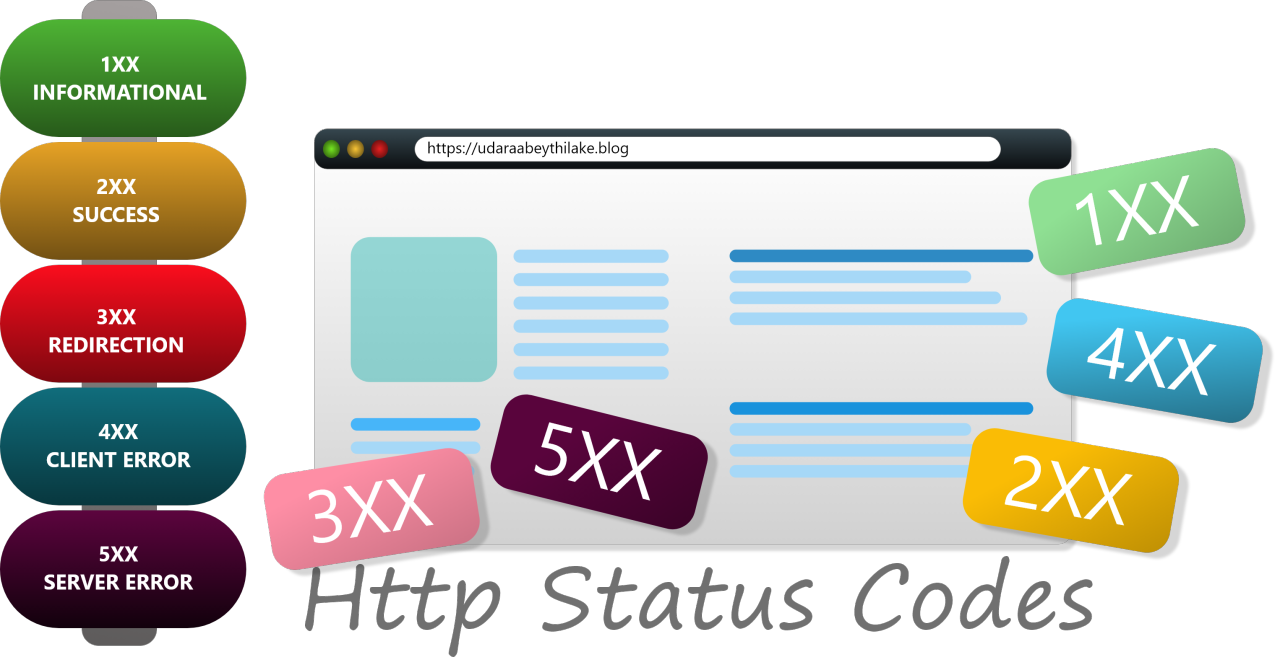 1XX
INFORMATIONAL
2XX
SUCCESS
3XX
REDIRECTION
4XX
CLIENT ERROR
5XX
SERVER ERROR
https://udaraabeythilake.blog
1XX
4XX
5XX
2XX
3XX
Http Status Codes